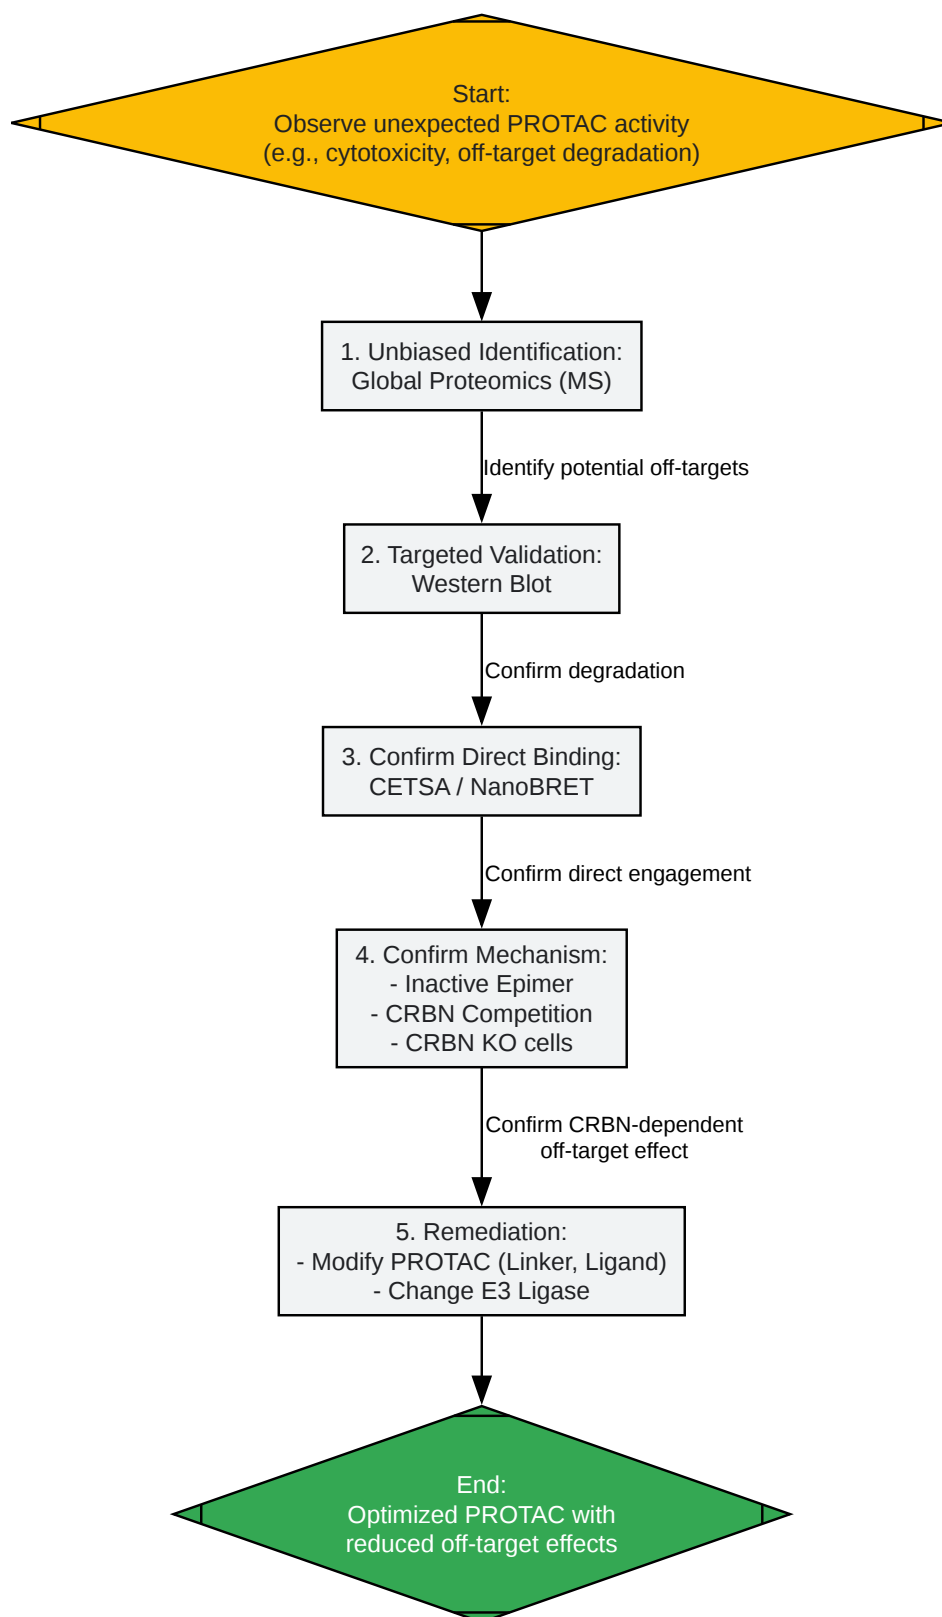 Start:
Observe unexpected PROTAC activity
(e.g., cytotoxicity, off-target degradation)
1. Unbiased Identification:
Global Proteomics (MS)
Identify potential off-targets
2. Targeted Validation:
Western Blot
Confirm degradation
3. Confirm Direct Binding:
CETSA / NanoBRET
Confirm direct engagement
4. Confirm Mechanism:
- Inactive Epimer
- CRBN Competition
- CRBN KO cells
Confirm CRBN-dependent
off-target effect
5. Remediation:
- Modify PROTAC (Linker, Ligand)
- Change E3 Ligase
End:
Optimized PROTAC with
reduced off-target effects